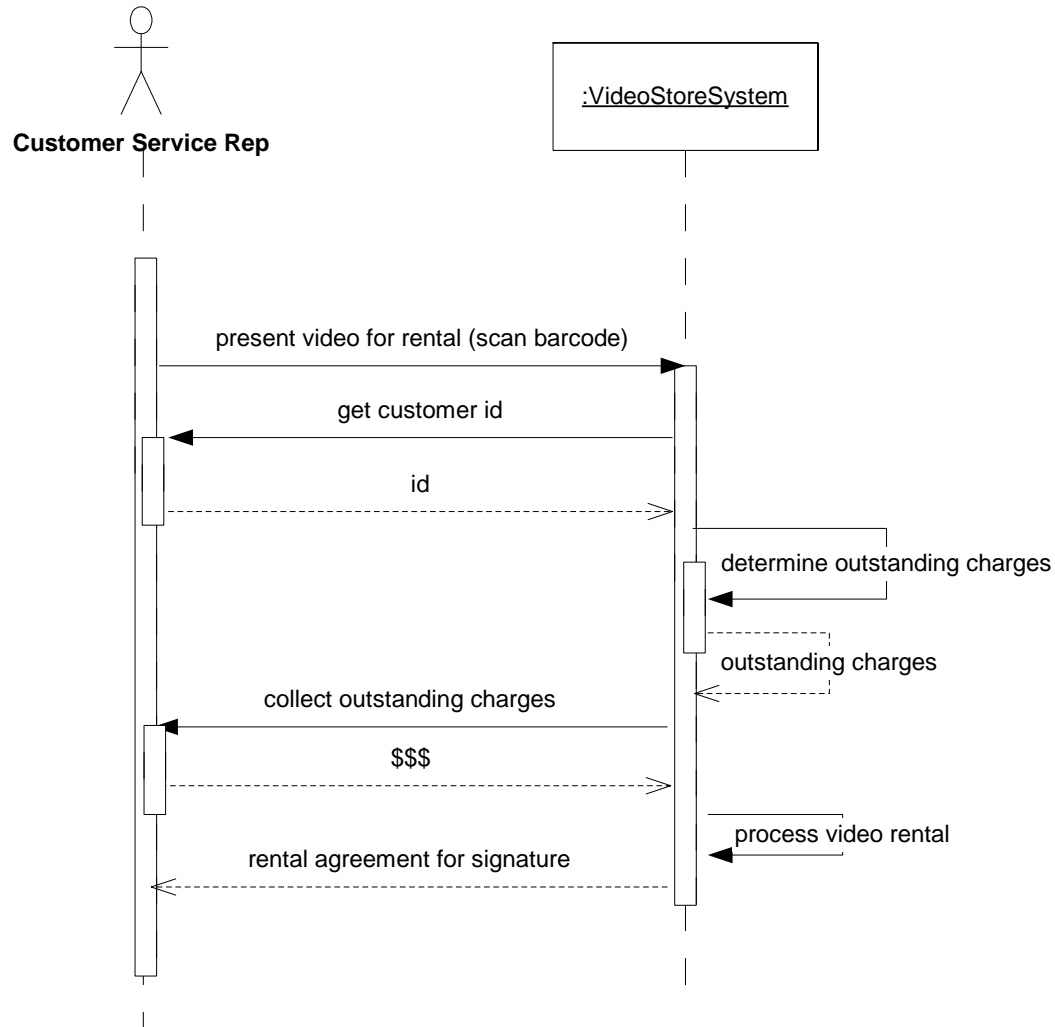 Customer Service Rep
:VideoStoreSystem
present video for rental (scan barcode)
get customer id
id
determine outstanding charges
outstanding charges
collect outstanding charges
$$$
process video rental
rental agreement for signature